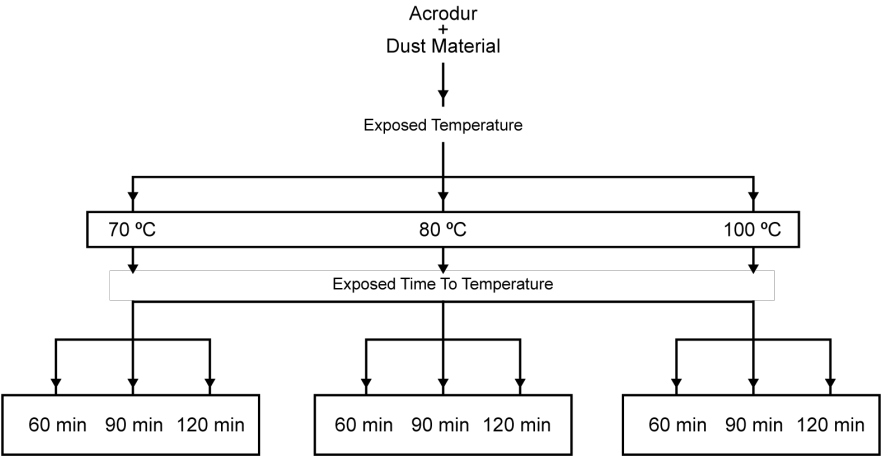 Acrodur
+
Dust Material
Exposed Temperature
70 ºC 80 ºC 100 ºC
Exposed Time To Temperature
60 min 90 min 120 min 60 min 90 min 120 min 60 min 90 min 120 min